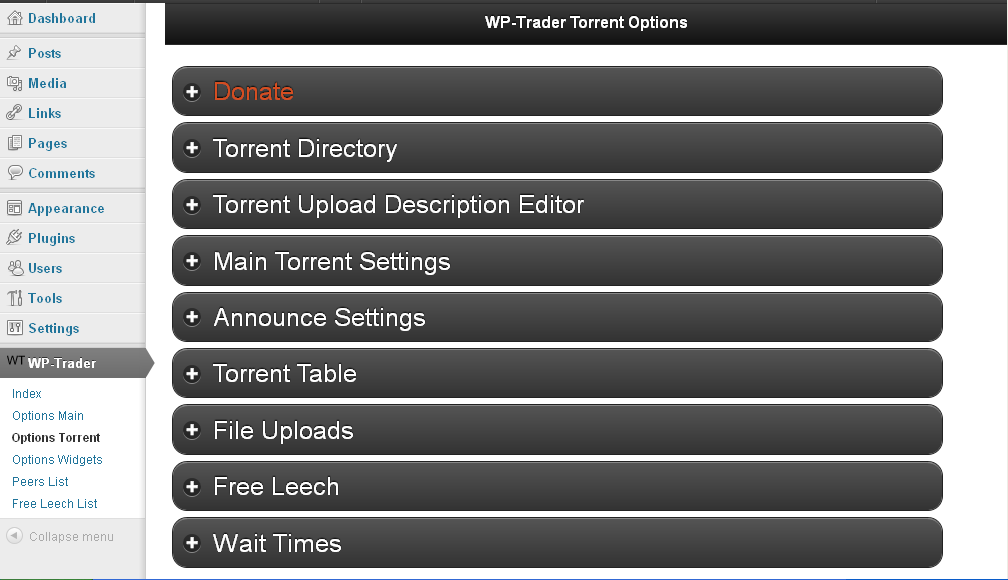 Dashboard
Posts
Media
Links
Pages
Comments
Appearance
Plugins
Users
Tools
Settings
WT WP-Trader
Index
Options Main
Options Torrent
Options Widgets
Peers List
Free Leech List
Collapse menu
WP-Trader Torrent Options
Donate
Torrent Directory
Torrent Upload Description Editor
Main Torrent Settings
Announce Settings
Torrent Table
File Uploads
Free Leech
Wait Times